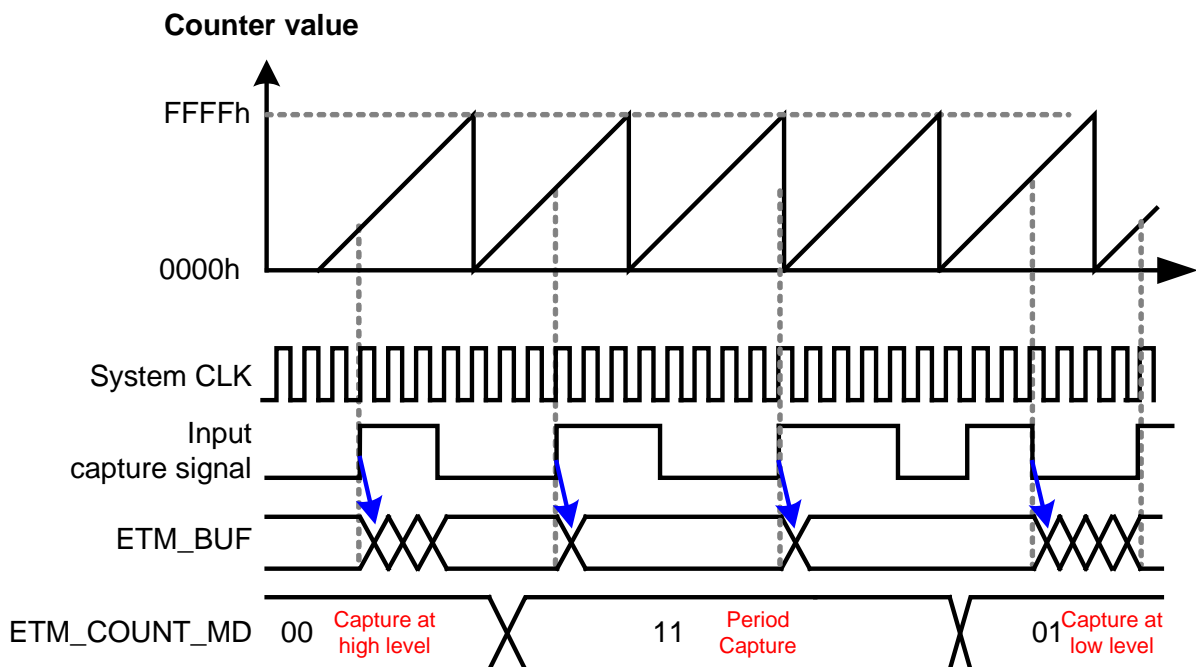 Counter value
FFFFh
0000h
System CLK
Input
capture signal
ETM_BUF
ETM_COUNT_MD
00
Capture at
high level
11
Period
Capture
01
Capture at
low level